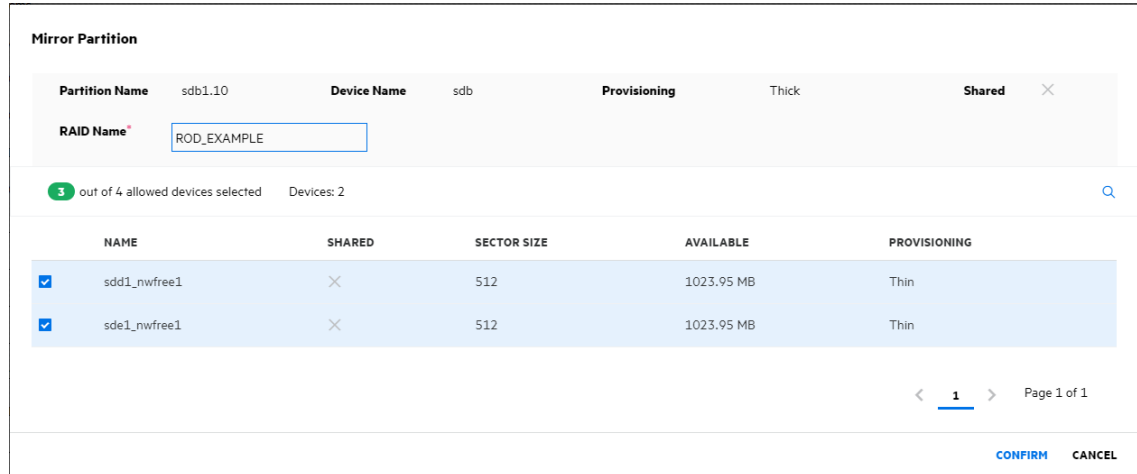 Mirror Partition
Partition Name sdb1.10 Device Name sdb Provisioning Thick Shared
RAID Name* ROD_EXAMPLE
3 out of 4 allowed devices selected Devices: 2
NAME SHARED SECTOR SIZE AVAILABLE PROVISIONING
sdd1_nwfree1 512 1023.95 MB Thin
sde1_nwfree1 512 1023.95 MB Thin
1 Page 1 of 1
CONFIRM CANCEL